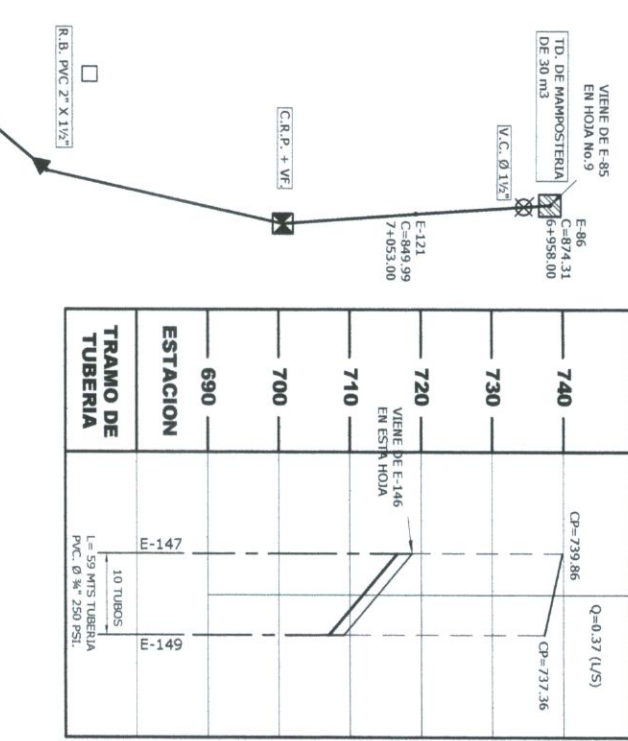 VIENE DE E-85
EN HOJA No.9
TD. DE MAMPOSTERIA
DE 30 m3
E-86
C=874.31
6+958.00
V.C. Ø 1½"
E-121
C=849.99
7+053.00
C.R.P. + VF.
R.B. PVC 2" X 1½"
740
730
720
710
700
690
ESTACION
TRAMO DE
TUBERIA
VIENE DE E-146
EN ESTA HOJA
CP=739.86
Q=0.37 (L/S)
CP=737.36
E-147
E-149
10 TUBOS
L= 59 MTS TUBERIA
PVC. Ø ¾" 250 PSI.